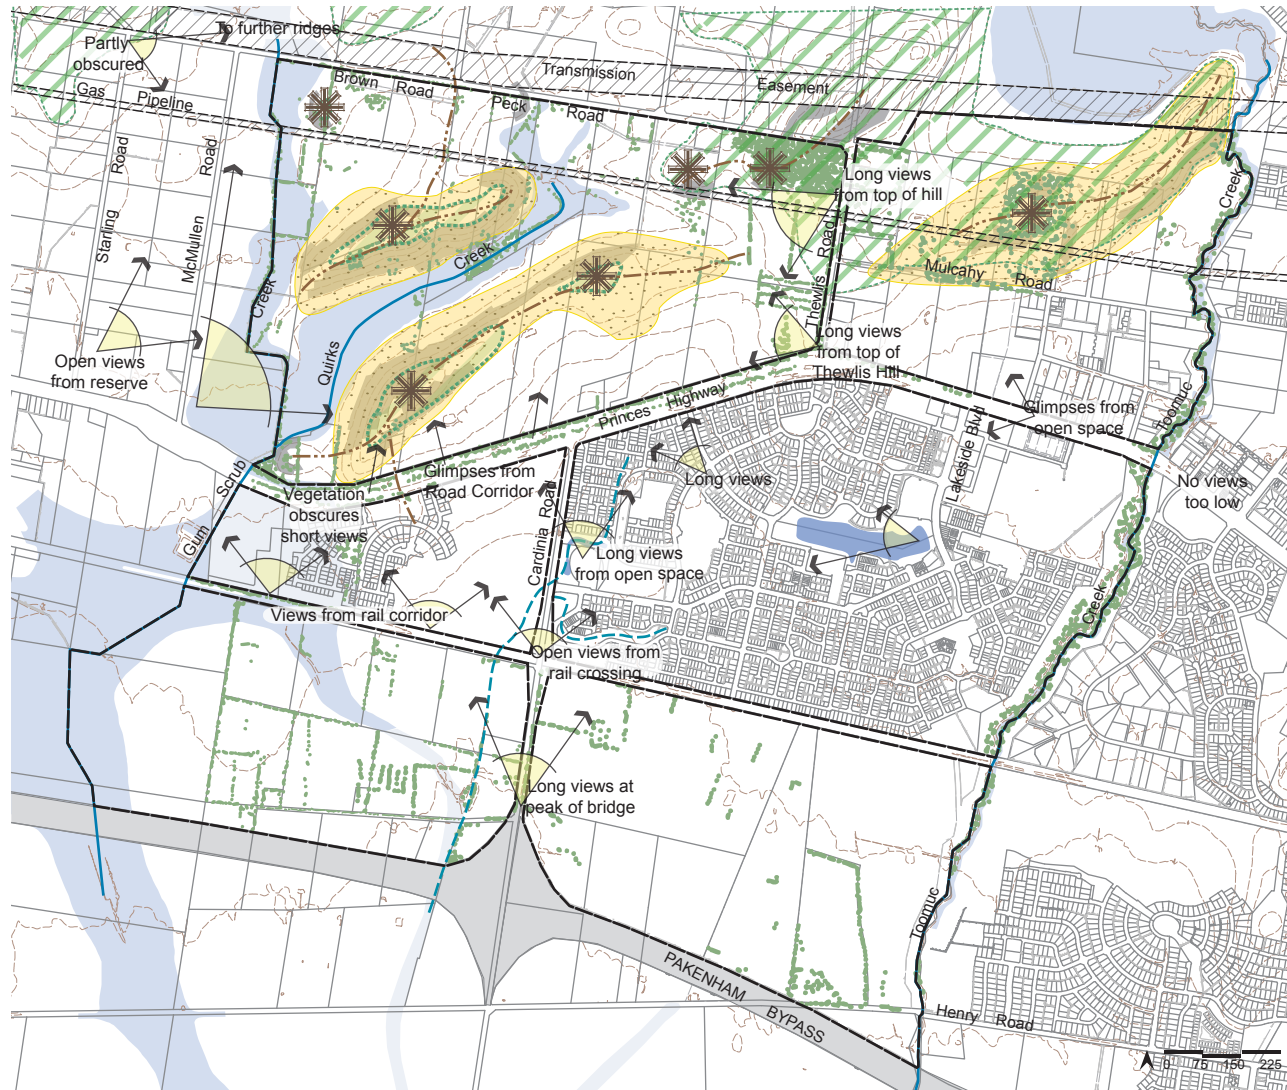 To further ridges
Partly
obscured
Gas Pipeline
Brown Road
Peck Road
Transmission
Easement
Starling Road
McMullen Road
Creek
Long views
from top of hill
Thewlis Road
Mulcahy Road
Creek
Creek
Quirks
Open views
from reserve
Long views
from top of
Thewlis Hill
Princes Highway
Glimpses from
open space
Lakeside Blvd
Toomuc
Glimpses from
Road Corridor
Long views
No views
too low
Gum Scrub
Vegetation
obscures
short views
Cardinia Road
Long views
from open space
Views from rail corridor
Open views from
rail crossing
Creek
Long views at
peak of bridge
Toomuc
PAKENHAM BYPASS
Henry Road
0 75 150 225